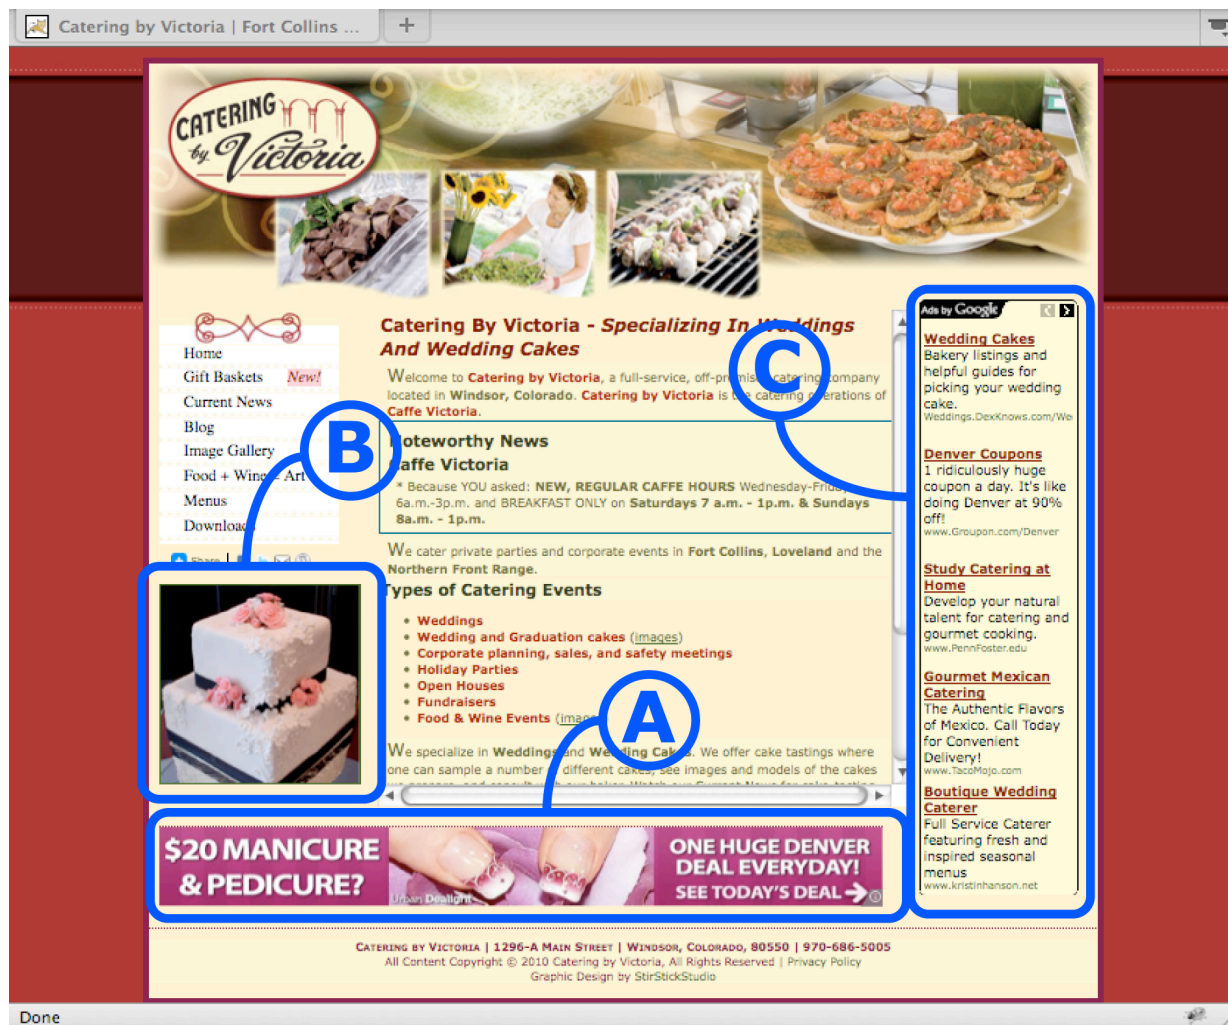 Catering by Victoria | Fort Collins ...
+
CATERING
by Victoria
Home
Gift Baskets New!
Current News
Blog
Image Gallery
Food + Wine + Art
Menus
Downloads
Share
B
Catering By Victoria - Specializing In Weddings
And Wedding Cakes
Welcome to Catering by Victoria, a full-service, off-premise catering company
located in Windsor, Colorado. Catering by Victoria is the catering operations of
Caffe Victoria.
Noteworthy News
Caffe Victoria
* Because YOU asked: NEW, REGULAR CAFFE HOURS Wednesday-Friday
6a.m.-3p.m. and BREAKFAST ONLY on Saturdays 7 a.m. - 1p.m. & Sundays
8a.m. - 1p.m.
We cater private parties and corporate events in Fort Collins, Loveland and the
Northern Front Range.
Types of Catering Events
• Weddings
• Wedding and Graduation cakes (images)
• Corporate planning, sales, and safety meetings
• Holiday Parties
• Open Houses
• Fundraisers
• Food & Wine Events (images)
We specialize in Weddings and Wedding Cakes. We offer cake tastings where
one can sample a number of different cakes, see images and models of the cakes
A
C
Ads by Google
Wedding Cakes
Bakery listings and
helpful guides for
picking your wedding
cake.
Weddings.DexKnows.com/We
Denver Coupons
1 ridiculously huge
coupon a day. It's like
doing Denver at 90%
off!
www.Groupon.com/Denver
Study Catering at
Home
Develop your natural
talent for catering and
gourmet cooking.
www.PennFoster.edu
Gourmet Mexican
Catering
The Authentic Flavors
of Mexico. Call Today
for Convenient
Delivery!
www.TacoMojo.com
Boutique Wedding
Caterer
Full Service Caterer
featuring fresh and
inspired seasonal
menus
www.kristinhanson.net
$20 MANICURE
& PEDICURE?
Urban Dealight
ONE HUGE DENVER
DEAL EVERYDAY!
SEE TODAY'S DEAL
CATERING BY VICTORIA | 1296-A MAIN STREET | WINDSOR, COLORADO, 80550 | 970-686-5005
All Content Copyright © 2010 Catering by Victoria, All Rights Reserved | Privacy Policy
Graphic Design by StirStickStudio
Done